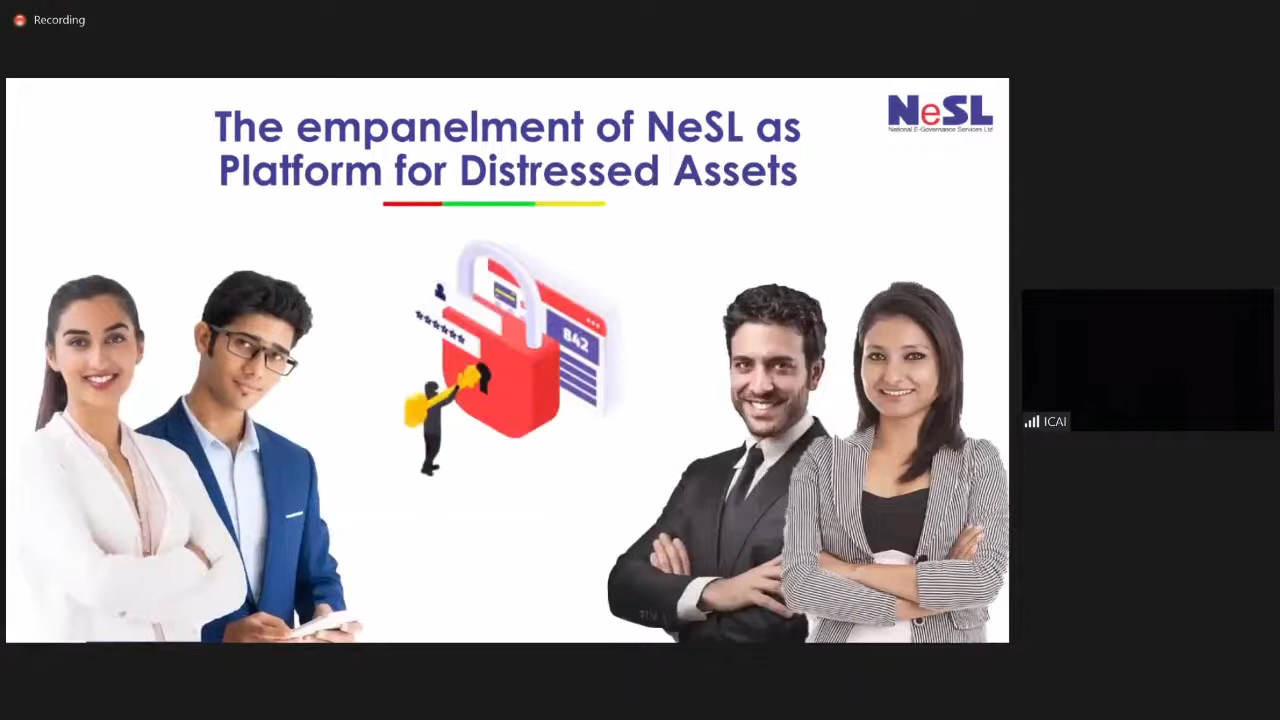 Recording
The empanelment of NeSL as
Platform for Distressed Assets
NeSL
National E-Governance Services Ltd
******
842
ICAI